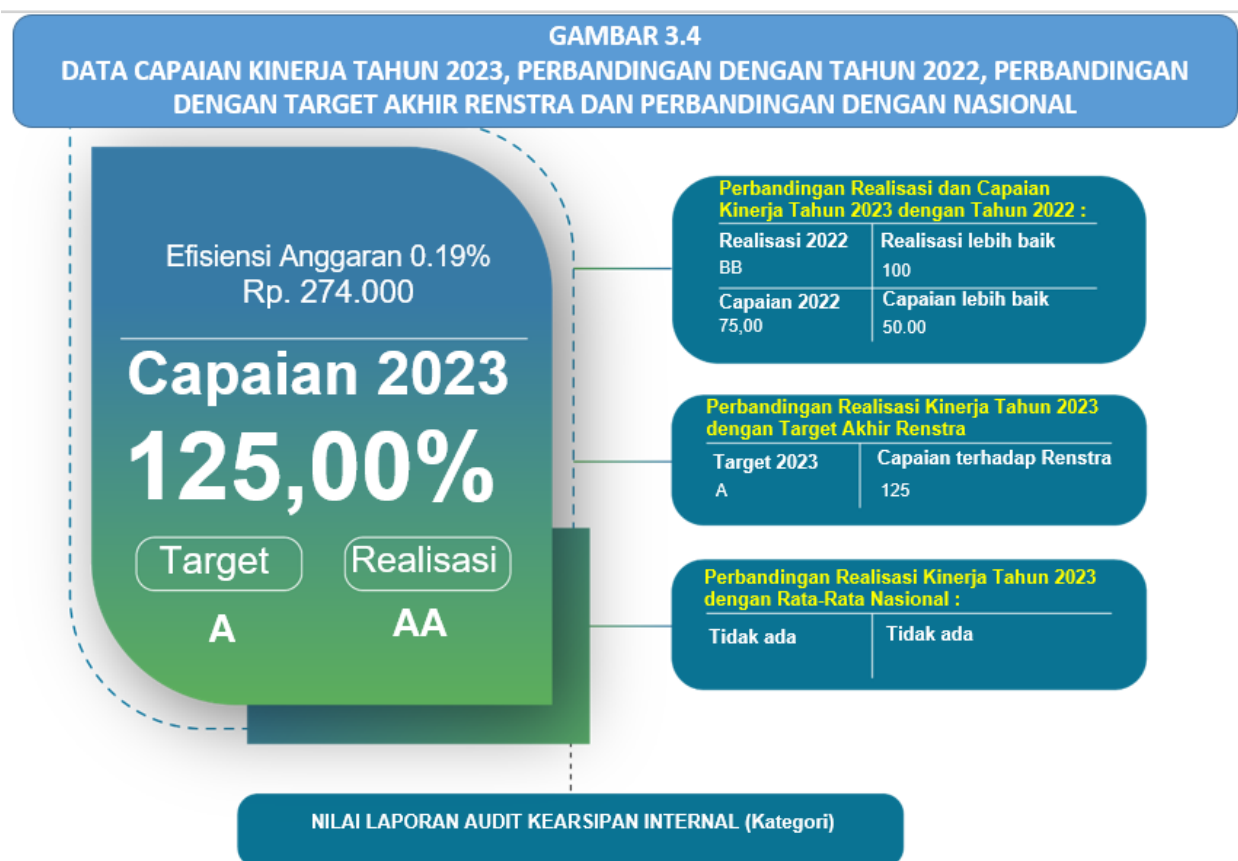 GAMBAR 3.4
DATA CAPAIAN KINERJA TAHUN 2023, PERBANDINGAN DENGAN TAHUN 2022, PERBANDINGAN
DENGAN TARGET AKHIR RENSTRA DAN PERBANDINGAN DENGAN NASIONAL
Efisiensi Anggaran 0.19%
Rp. 274.000
Capaian 2023
125,00%
Target
Realisasi
A
AA
Perbandingan Realisasi dan Capaian
Kinerja Tahun 2023 dengan Tahun 2022 :
Realisasi 2022
Realisasi lebih baik
BB
100
Capaian 2022
Capaian lebih baik
75,00
50.00
Perbandingan Realisasi Kinerja Tahun 2023
dengan Target Akhir Renstra
Target 2023
Capaian terhadap Renstra
A
125
Perbandingan Realisasi Kinerja Tahun 2023
dengan Rata-Rata Nasional :
Tidak ada
Tidak ada
NILAI LAPORAN AUDIT KEARSIPAN INTERNAL (Kategori)